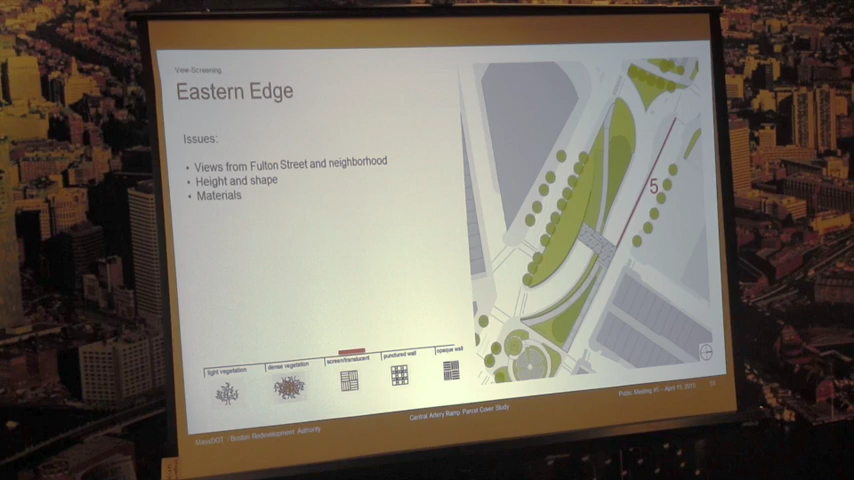 View-Screening
Eastern Edge
Issues:
• Views from Fulton Street and neighborhood
• Height and shape
• Materials
5
light vegetation
dense vegetation
screen/translucent
punctured wall
opaque wall
MassDOT / Boston Redevelopment Authority
Central Artery Ramp Parcel Cover Study
Public Meeting #3 – April 11,